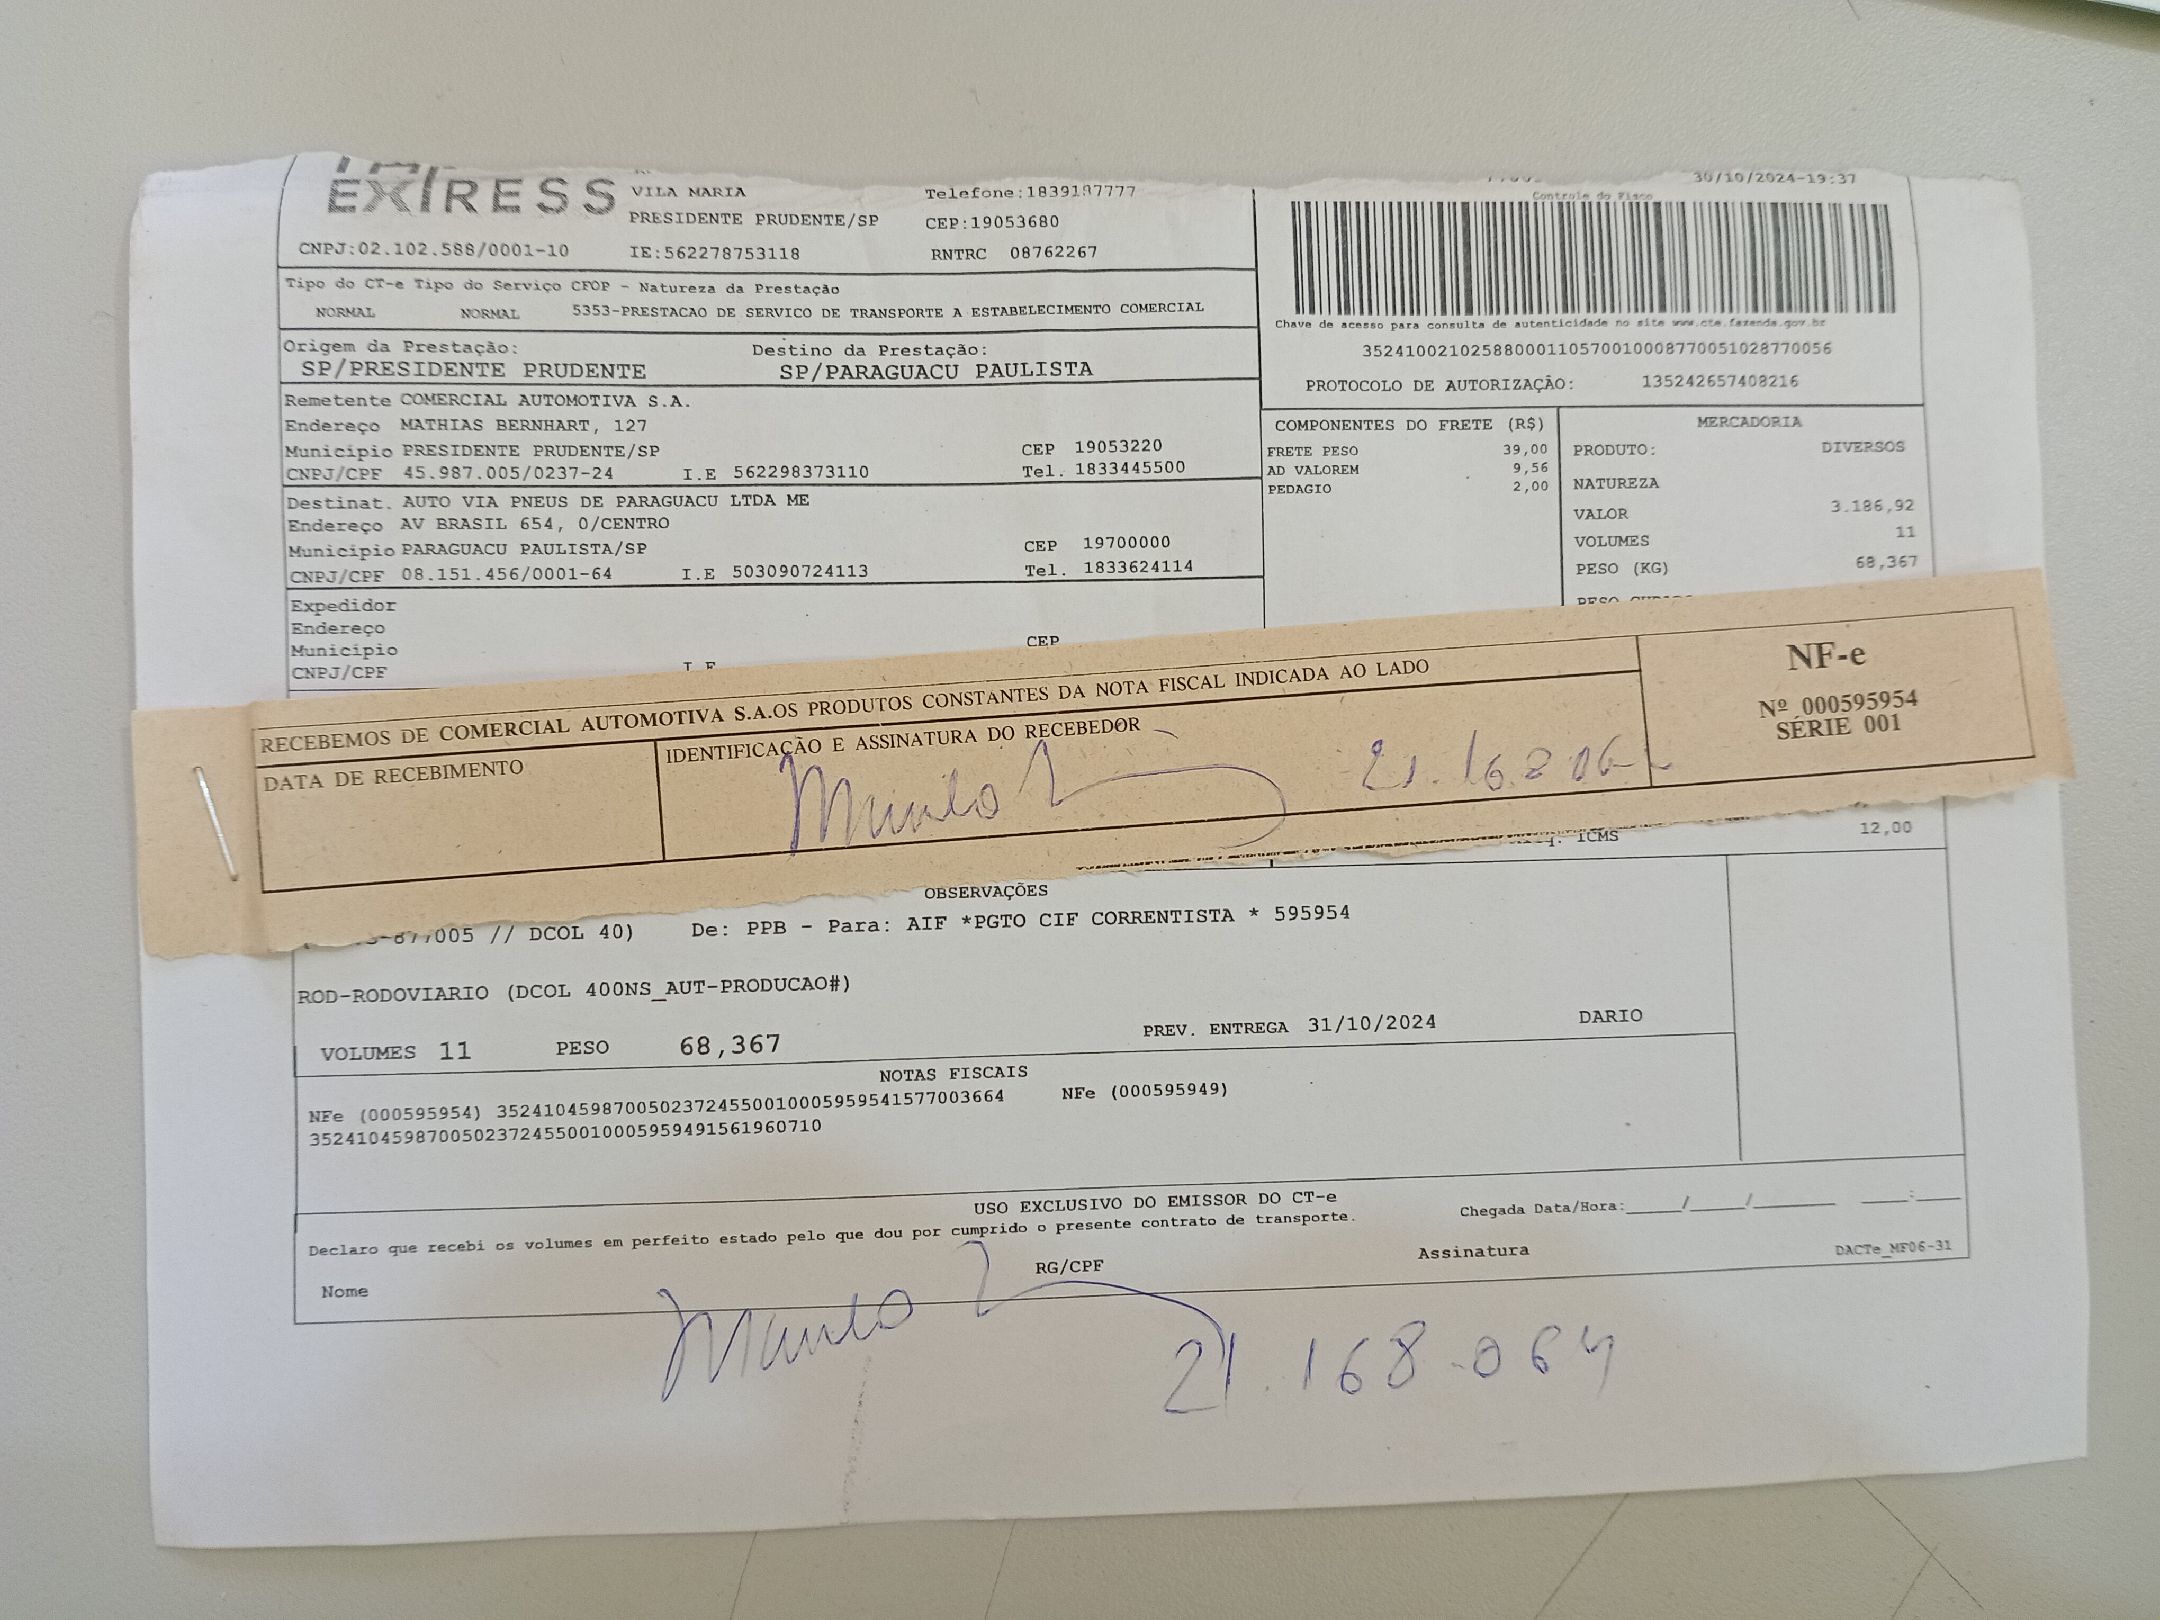 EXPRESS
VILA MARIA
Telefone:1839187777
30/10/2024-19:37
PRESIDENTE PRUDENTE/SP
CEP:19053680
Controle do Fisco
CNPJ:02.102.588/0001-10
IE:562278753118
RNTRC 08762267
Tipo do CT-e Tipo do Serviço CFOP - Natureza da Prestação
NORMAL NORMAL 5353-PRESTACAO DE SERVICO DE TRANSPORTE A ESTABELECIMENTO COMERCIAL
Chave de acesso para consulta de autenticidade no site www.cte.fazenda.gov.br
35241002102588000110570010008770051028770056
PROTOCOLO DE AUTORIZAÇÃO: 135242657408216
Origem da Prestação: Destino da Prestação:
SP/PRESIDENTE PRUDENTE SP/PARAGUACU PAULISTA
Remetente COMERCIAL AUTOMOTIVA S.A.
Endereço MATHIAS BERNHART, 127
Município PRESIDENTE PRUDENTE/SP CEP 19053220
CNPJ/CPF 45.987.005/0237-24 I.E 562298373110 Tel. 1833445500
Destinat. AUTO VIA PNEUS DE PARAGUACU LTDA ME
Endereço AV BRASIL 654, 0/CENTRO
Município PARAGUACU PAULISTA/SP CEP 19700000
CNPJ/CPF 08.151.456/0001-64 I.E 503090724113 Tel. 1833624114
Expedidor
Endereço
Município CEP
CNPJ/CPF I.E
COMPONENTES DO FRETE (R$)
FRETE PESO 39,00
AD VALOREM 9,56
PEDAGIO 2,00
MERCADORIA
PRODUTO: DIVERSOS
NATUREZA
VALOR 3.186,92
VOLUMES 11
PESO (KG) 68,367
RECEBEMOS DE COMERCIAL AUTOMOTIVA S.A.OS PRODUTOS CONSTANTES DA NOTA FISCAL INDICADA AO LADO
DATA DE RECEBIMENTO
IDENTIFICAÇÃO E ASSINATURA DO RECEBEDOR
NF-e
Nº 000595954
SÉRIE 001
ICMS 12,00
OBSERVAÇÕES
-877005 // DCOL 40) De: PPB - Para: AIF *PGTO CIF CORRENTISTA * 595954
ROD-RODOVIARIO (DCOL 400NS_AUT-PRODUCAO#)
VOLUMES 11 PESO 68,367 PREV. ENTREGA 31/10/2024 DARIO
NOTAS FISCAIS
NFe (000595954) 35241045987005023724550010005959541577003664 NFe (000595949)
35241045987005023724550010005959491561960710
USO EXCLUSIVO DO EMISSOR DO CT-e
Declaro que recebi os volumes em perfeito estado pelo que dou por cumprido o presente contrato de transporte.
Chegada Data/Hora:_____/_____/_______ ____:____
Nome RG/CPF Assinatura DACTe_MF06-31
21.168.064